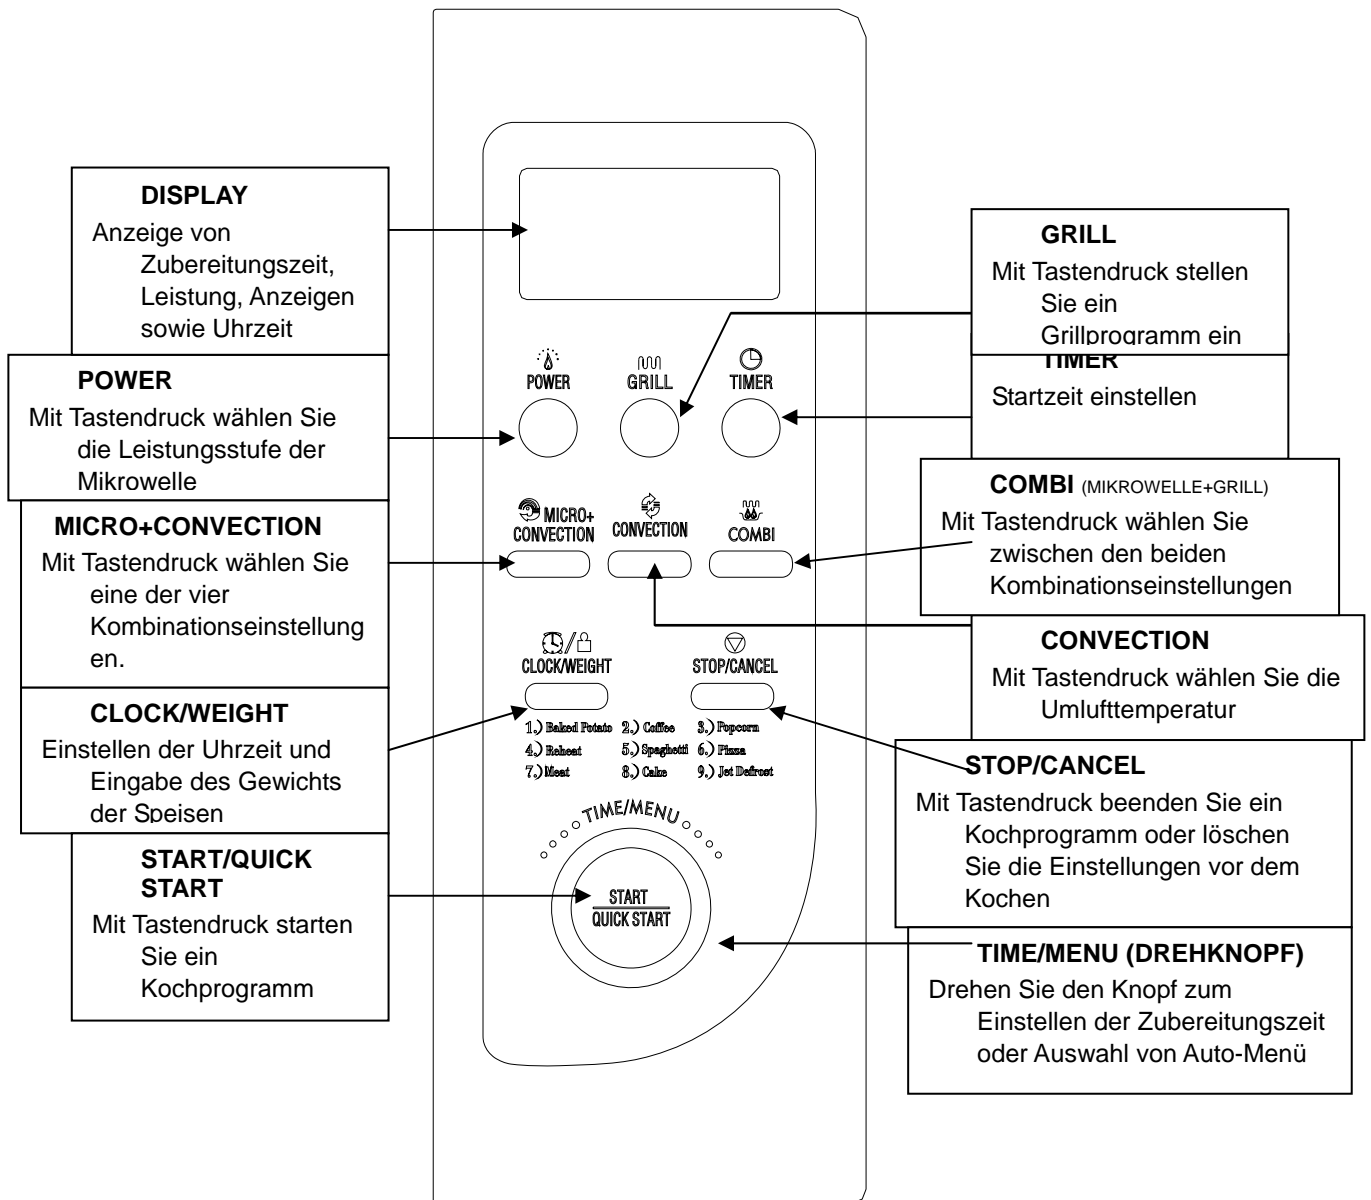 DISPLAY
Anzeige von
Zubereitungszeit,
Leistung, Anzeigen
sowie Uhrzeit
POWER
Mit Tastendruck wählen Sie
die Leistungsstufe der
Mikrowelle
MICRO+CONVECTION
Mit Tastendruck wählen Sie
eine der vier
Kombinationseinstellung
en.
CLOCK/WEIGHT
Einstellen der Uhrzeit und
Eingabe des Gewichts
der Speisen
START/QUICK
START
Mit Tastendruck starten
Sie ein
Kochprogramm
POWER
GRILL
TIMER
MICRO+
CONVECTION
CONVECTION
COMBI
CLOCK/WEIGHT
STOP/CANCEL
1.) Baked Potato 2.) Coffee 3.) Popcorn
4.) Reheat 5.) Spaghetti 6.) Pizza
7.) Meat 8.) Cake 9.) Jet Defrost
TIME/MENU
START
QUICK START
GRILL
Mit Tastendruck stellen
Sie ein
Grillprogramm ein
TIMER
Startzeit einstellen
COMBI (MIKROWELLE+GRILL)
Mit Tastendruck wählen Sie
zwischen den beiden
Kombinationseinstellungen
CONVECTION
Mit Tastendruck wählen Sie die
Umlufttemperatur
STOP/CANCEL
Mit Tastendruck beenden Sie ein
Kochprogramm oder löschen
Sie die Einstellungen vor dem
Kochen
TIME/MENU (DREHKNOPF)
Drehen Sie den Knopf zum
Einstellen der Zubereitungszeit
oder Auswahl von Auto-Menü